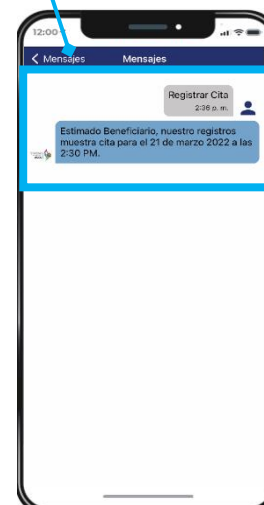 12:00
Mensajes Mensajes
Registrar Cita
2:36 p. m.
Estimado Beneficiario, nuestro registros
muestra cita para el 21 de marzo 2022 a las
2:30 PM.